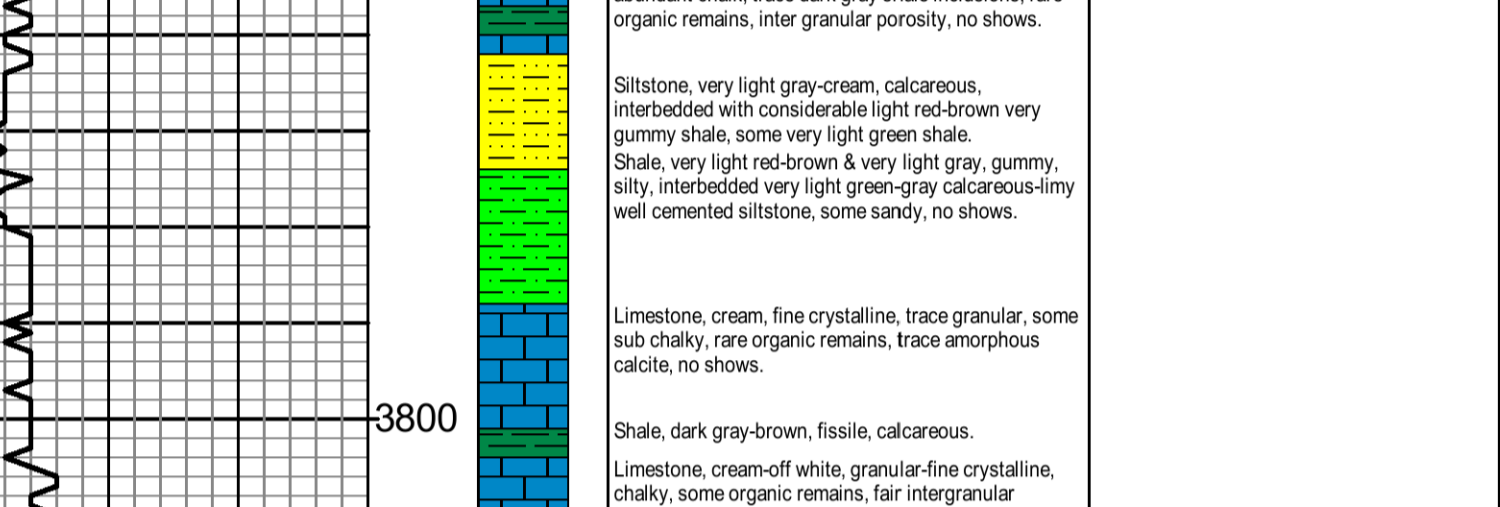 organic remains, inter granular porosity, no shows.
Siltstone, very light gray-cream, calcareous,
interbedded with considerable light red-brown very
gummy shale, some very light green shale.
Shale, very light red-brown & very light gray, gummy,
silty, interbedded very light green-gray calcareous-limy
well cemented siltstone, some sandy, no shows.
Limestone, cream, fine crystalline, trace granular, some
sub chalky, rare organic remains, trace amorphous
calcite, no shows.
3800
Shale, dark gray-brown, fissile, calcareous.
Limestone, cream-off white, granular-fine crystalline,
chalky, some organic remains, fair intergranular